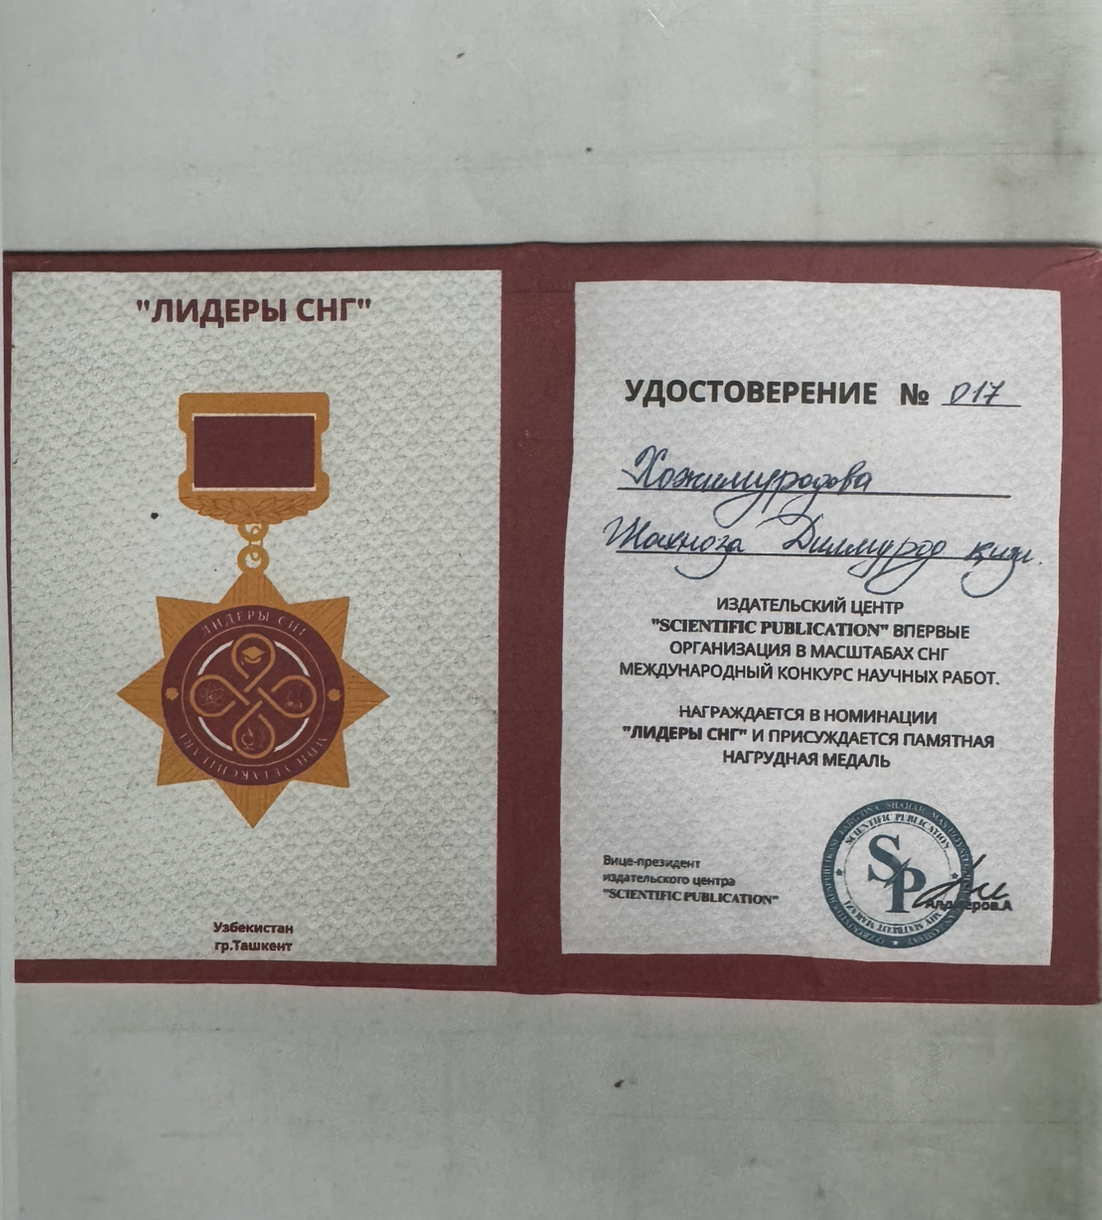 "ЛИДЕРЫ СНГ"
ЛИДЕРЫ СНГ
Узбекистан
гр.Ташкент
УДОСТОВЕРЕНИЕ № 017
Хожимуродова
Шахноза Дилмурод қизи.
ИЗДАТЕЛЬСКИЙ ЦЕНТР
"SCIENTIFIC PUBLICATION" ВПЕРВЫЕ
ОРГАНИЗАЦИЯ В МАСШТАБАХ СНГ
МЕЖДУНАРОДНЫЙ КОНКУРС НАУЧНЫХ РАБОТ.
НАГРАЖДАЕТСЯ В НОМИНАЦИИ
"ЛИДЕРЫ СНГ" И ПРИСУЖДАЕТСЯ ПАМЯТНАЯ
НАГРУДНАЯ МЕДАЛЬ
Вице-президент
издательского центра
"SCIENTIFIC PUBLICATION"
SCIENTIFIC PUBLICATION
SP